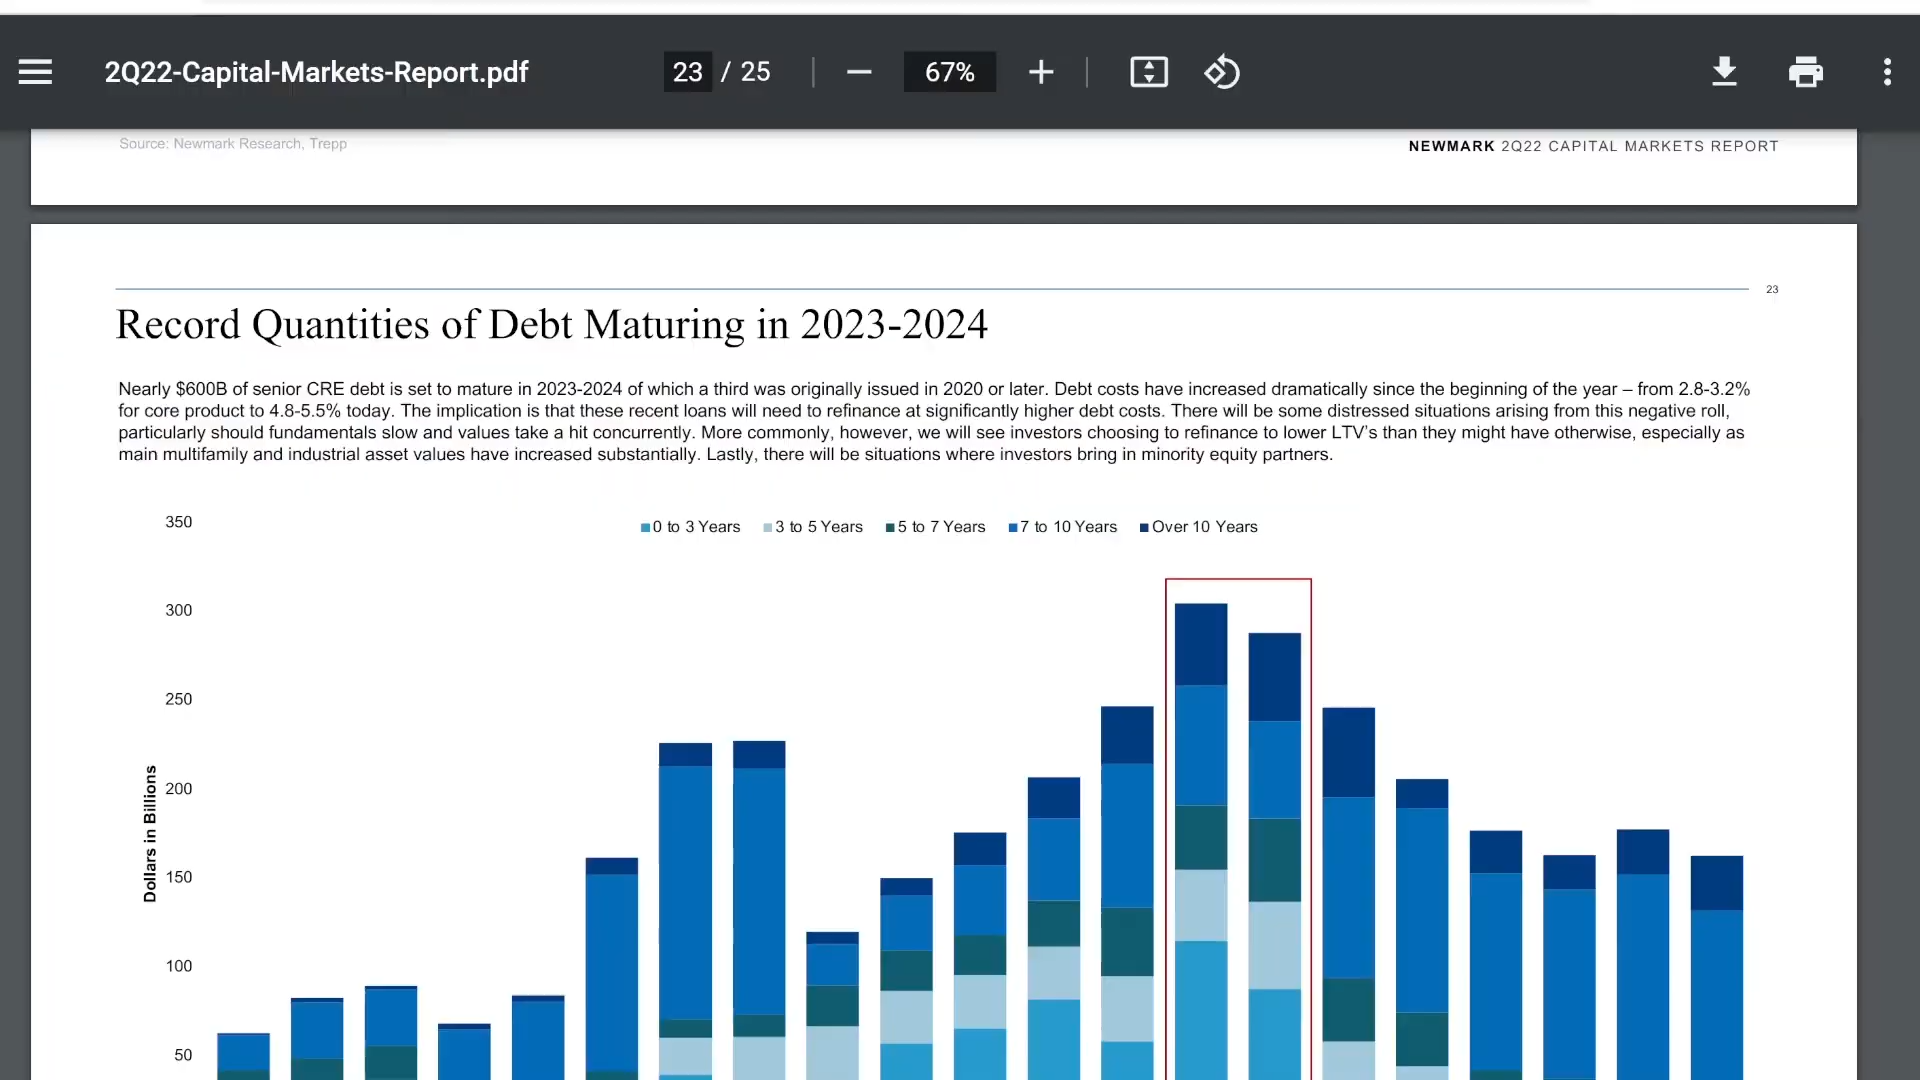 2Q22-Capital-Markets-Report.pdf
23 / 25
67%
Source: Newmark Research, Trepp
NEWMARK 2Q22 CAPITAL MARKETS REPORT
23
Record Quantities of Debt Maturing in 2023-2024
Nearly $600B of senior CRE debt is set to mature in 2023-2024 of which a third was originally issued in 2020 or later. Debt costs have increased dramatically since the beginning of the year – from 2.8-3.2%
for core product to 4.8-5.5% today. The implication is that these recent loans will need to refinance at significantly higher debt costs. There will be some distressed situations arising from this negative roll,
particularly should fundamentals slow and values take a hit concurrently. More commonly, however, we will see investors choosing to refinance to lower LTV's than they might have otherwise, especially as
main multifamily and industrial asset values have increased substantially. Lastly, there will be situations where investors bring in minority equity partners.
0 to 3 Years 3 to 5 Years 5 to 7 Years 7 to 10 Years Over 10 Years
350
300
250
200
150
100
50
Dollars in Billions